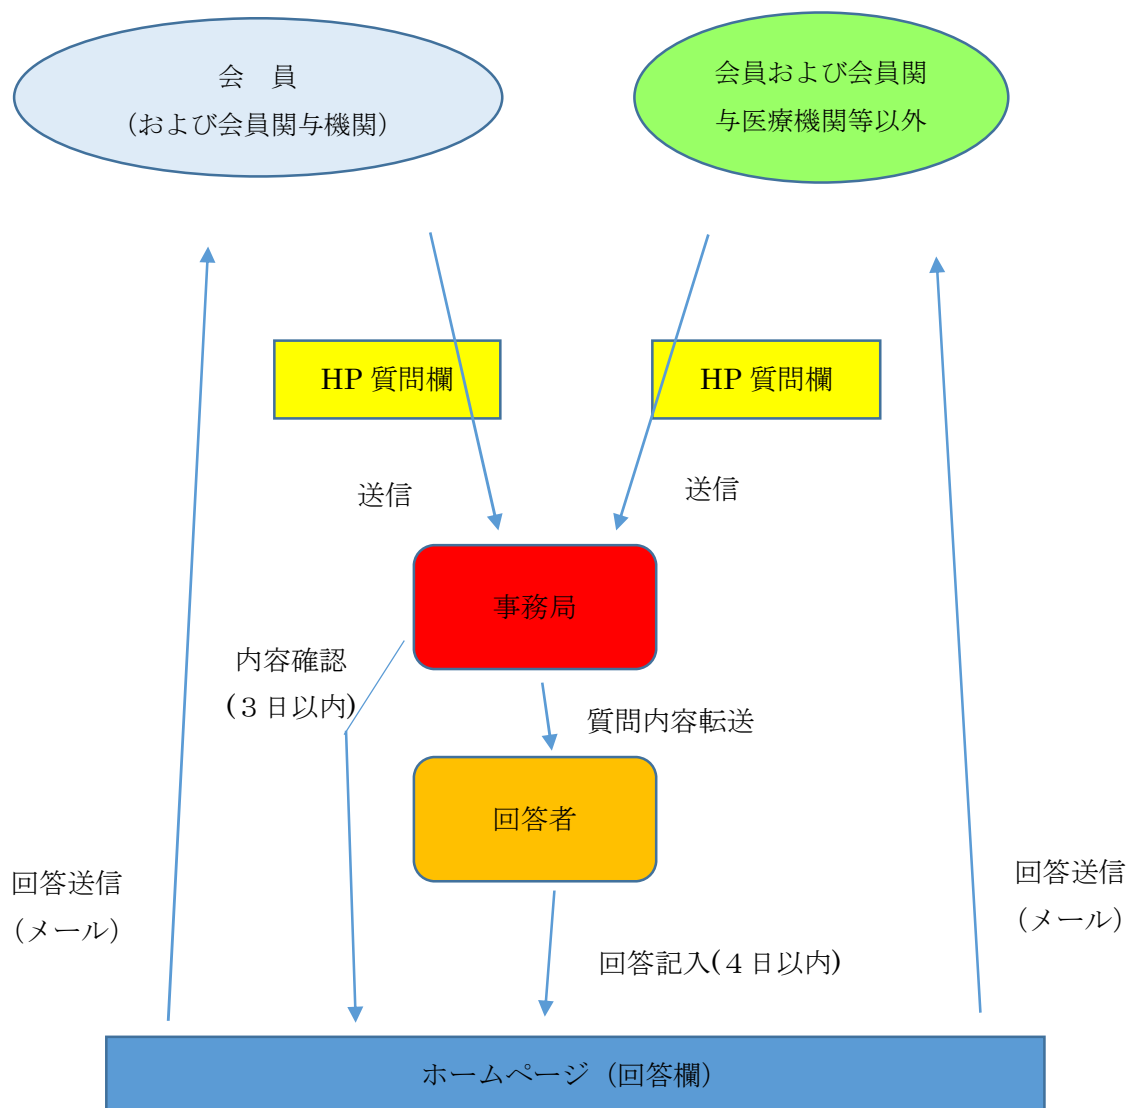 会　員
（および会員関与機関）
会員および会員関
与医療機関等以外
HP 質問欄
HP 質問欄
送信
送信
事務局
内容確認
(３日以内)
質問内容転送
回答者
回答送信
（メール）
回答送信
（メール）
回答記入(４日以内)
ホームページ（回答欄）